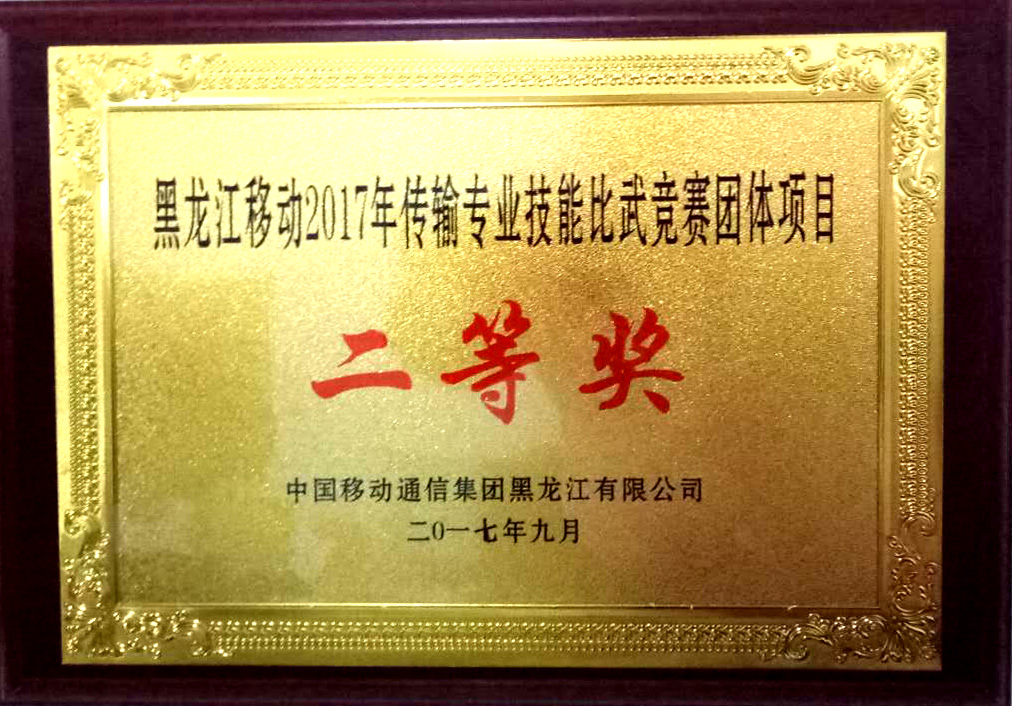 黑龙江移动2017年传输专业技能比武竞赛团体项目
二等奖
中国移动通信集团黑龙江有限公司
二0一七年九月